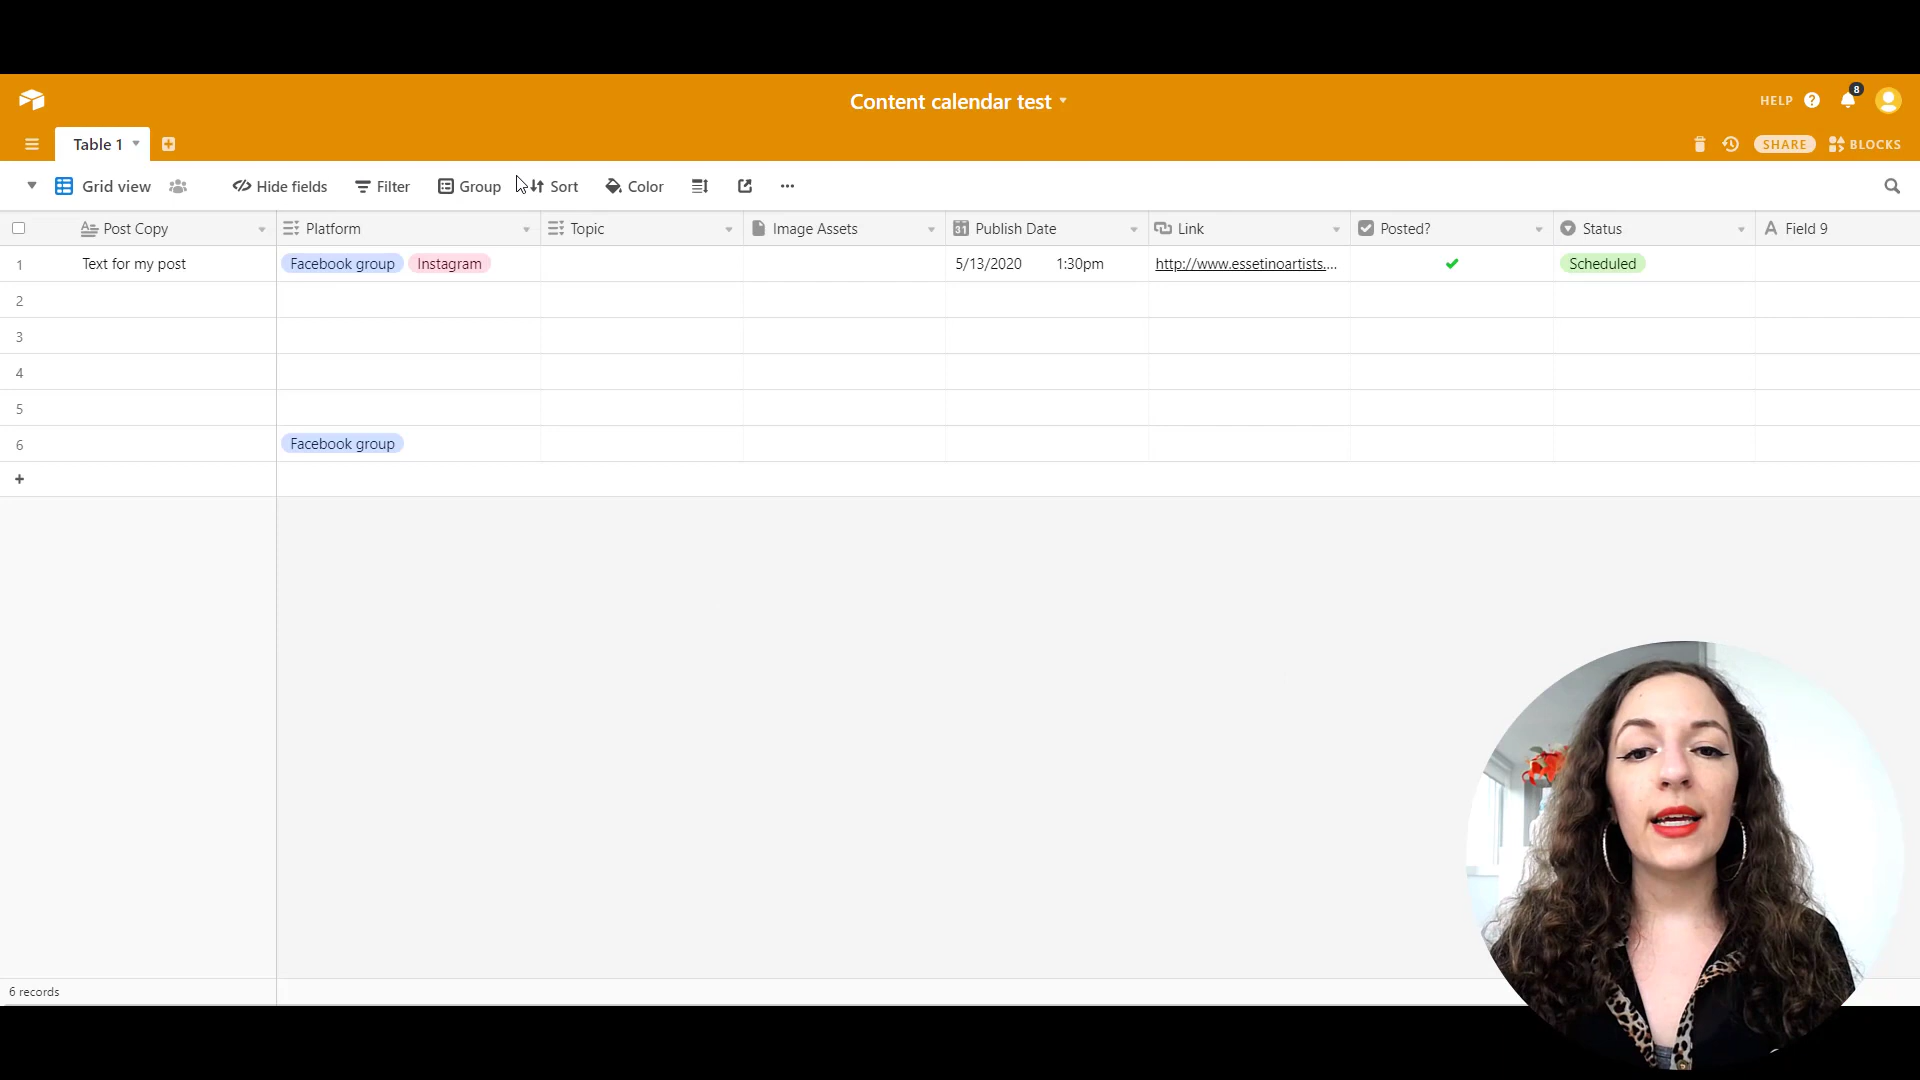 Content calendar test
HELP ? 8
Table 1
SHARE BLOCKS
Grid view Hide fields Filter Group Sort Color
Post Copy Platform Topic Image Assets 31 Publish Date Link Posted? Status A Field 9
1 Text for my post Facebook group Instagram 5/13/2020 1:30pm http://www.essetinoartists.... Scheduled
2
3
4
5
6 Facebook group
+
6 records